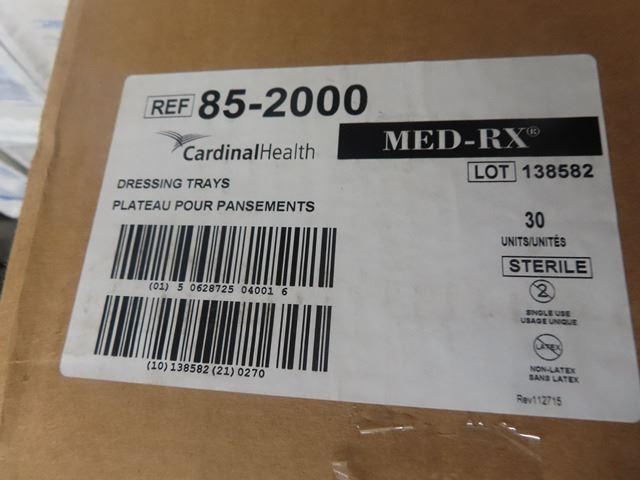 REF 85-2000
CardinalHealth
MED-RX®
LOT 138582
DRESSING TRAYS
PLATEAU POUR PANSEMENTS
30
UNITS/UNITÉS
STERILE
(01) 5 0628725 04001 6
2
SINGLE USE
USAGE UNIQUE
(10) 138582 (21) 0270
LATEX
NON-LATEX
SANS LATEX
Rev112715